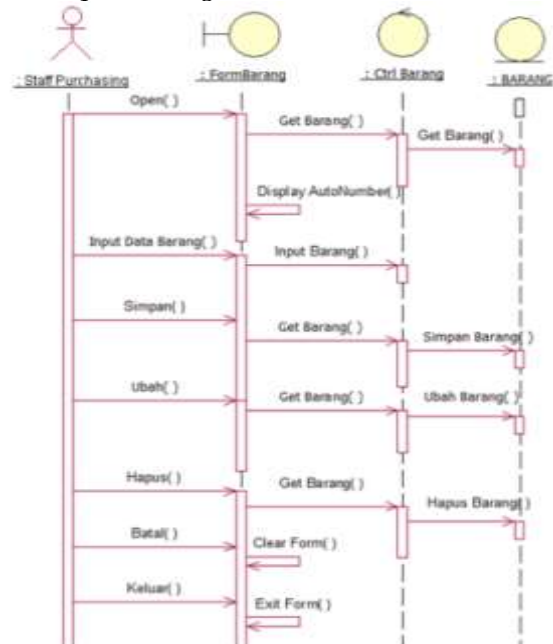 : Staff Purchasing
: FormBarang
: Ctrl Barang
: BARANG
Open( )
Get Barang( )
Get Barang( )
Display AutoNumber( )
Input Data Barang( )
Input Barang( )
Simpan( )
Get Barang( )
Simpan Barang( )
Ubah( )
Get Barang( )
Ubah Barang( )
Hapus( )
Get Barang( )
Hapus Barang( )
Batal( )
Clear Form( )
Keluar( )
Exit Form( )